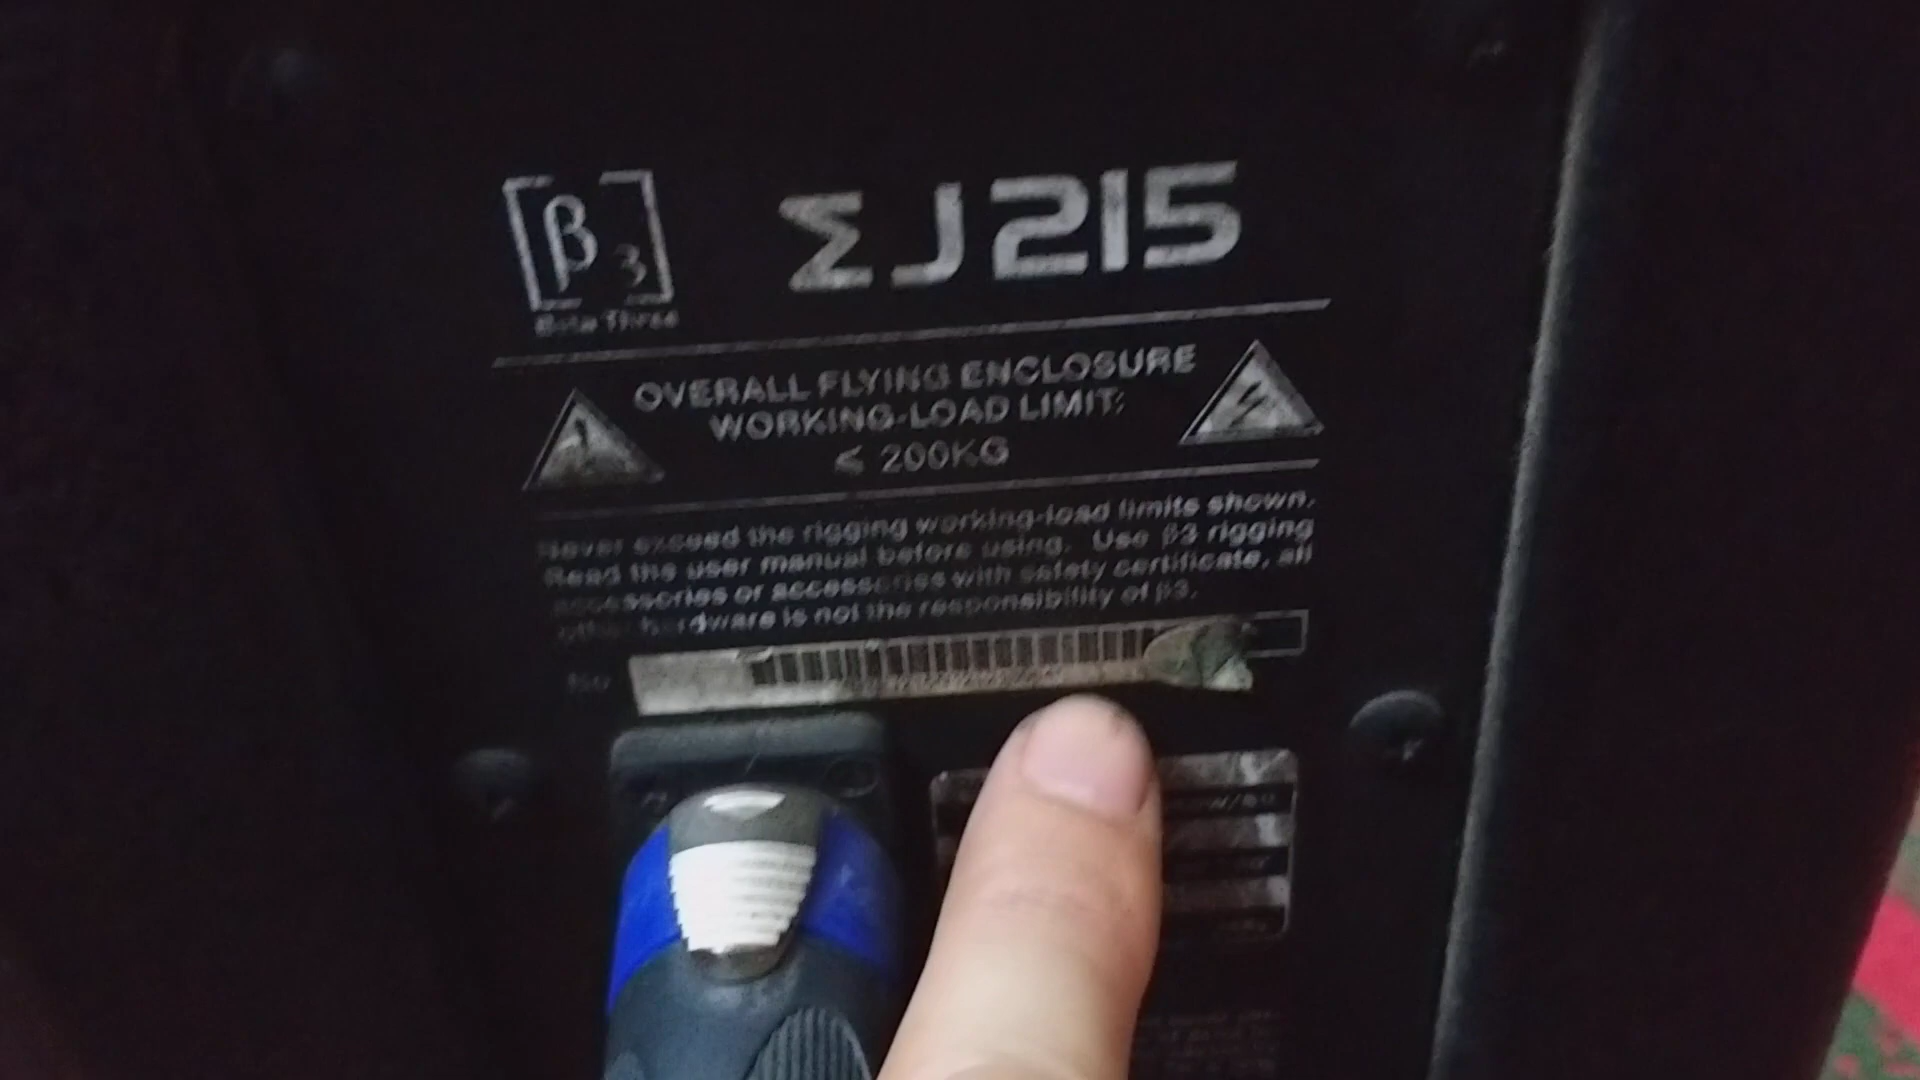 β3
ΣJ215
Beta Three
OVERALL FLYING ENCLOSURE
WORKING-LOAD LIMIT:
< 200KG
Never exceed the rigging working-load limits shown.
Read the user manual before using. Use β3 rigging
accessories or accessories with safety certificate, all
other hardware is not the responsibility of β3.
No